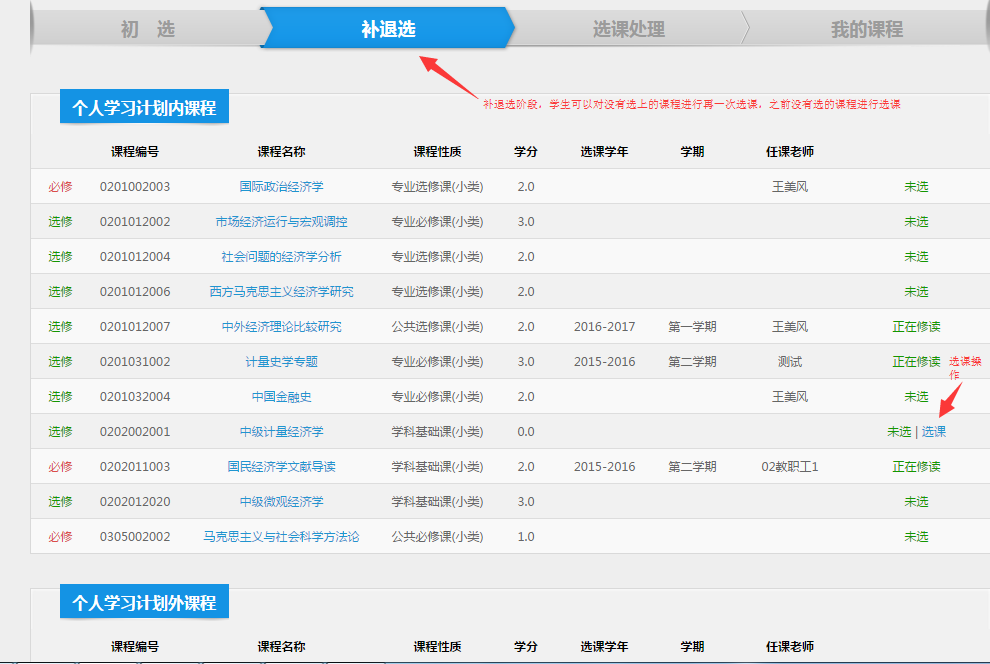 初 选 补退选 选课处理 我的课程
补退选阶段，学生可以对没有选上的课程进行再一次选课，之前没有选的课程进行选课
个人学习计划内课程
课程编号 课程名称 课程性质 学分 选课学年 学期 任课老师
必修 0201002003 国际政治经济学 专业选修课(小类) 2.0 王美风 未选
选修 0201012002 市场经济运行与宏观调控 专业必修课(小类) 3.0 未选
选修 0201012004 社会问题的经济学分析 专业选修课(小类) 2.0 未选
选修 0201012006 西方马克思主义经济学研究 专业选修课(小类) 2.0 未选
选修 0201012007 中外经济理论比较研究 公共选修课(小类) 2.0 2016-2017 第一学期 王美风 正在修读
选修 0201031002 计量史学专题 专业必修课(小类) 3.0 2015-2016 第二学期 测试 正在修读 选课操
作
选修 0201032004 中国金融史 专业必修课(小类) 2.0 王美风 未选
选修 0202002001 中级计量经济学 学科基础课(小类) 0.0 未选 | 选课
必修 0202011003 国民经济学文献导读 学科基础课(小类) 2.0 2015-2016 第二学期 02教职工1 正在修读
选修 0202012020 中级微观经济学 学科基础课(小类) 3.0 未选
必修 0305002002 马克思主义与社会科学方法论 公共必修课(小类) 1.0 未选
个人学习计划外课程
课程编号 课程名称 课程性质 学分 选课学年 学期 任课老师